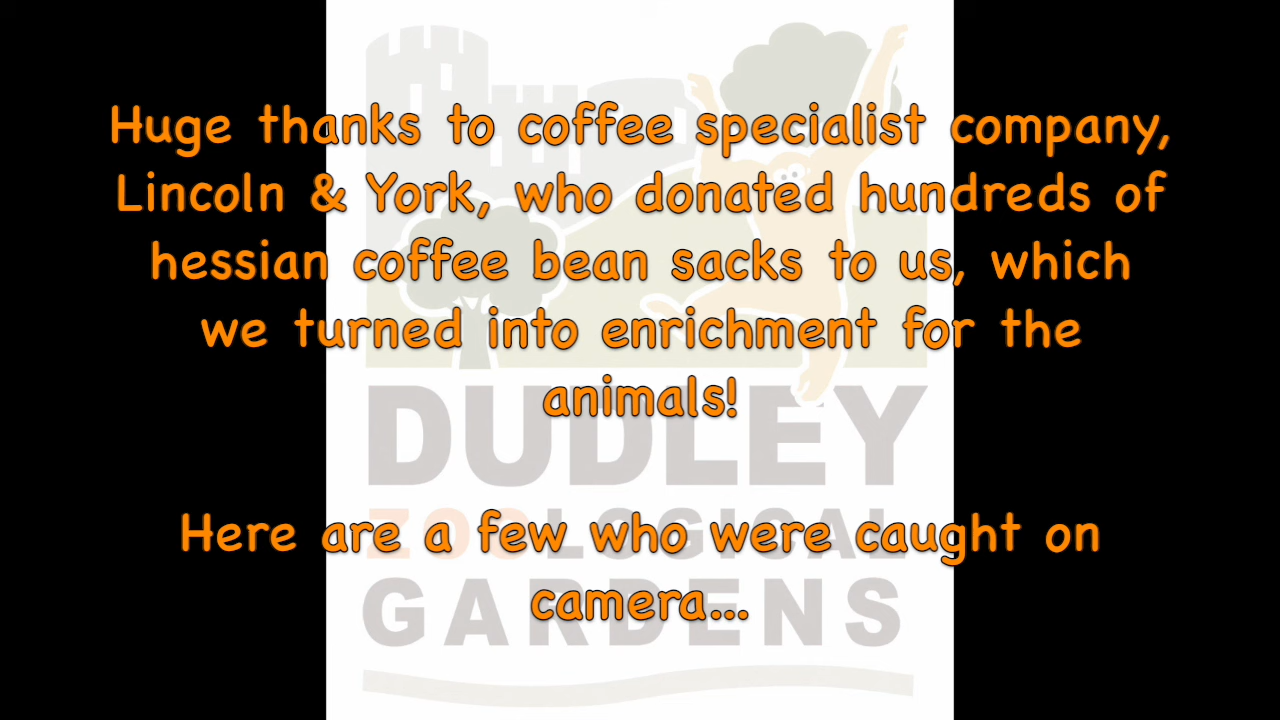 Huge thanks to coffee specialist company,
Lincoln & York, who donated hundreds of
hessian coffee bean sacks to us, which
we turned into enrichment for the
animals!
Here are a few who were caught on
camera...
DUDLEY
ZOOLOGICAL
GARDENS